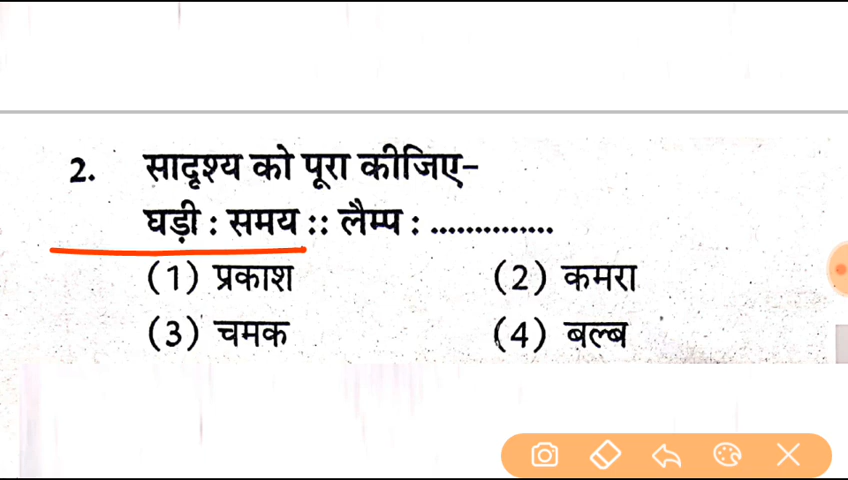 2. सादृश्य को पूरा कीजिए-
घड़ी : समय :: लैम्प : ..............
(1) प्रकाश (2) कमरा
(3) चमक (4) बल्ब